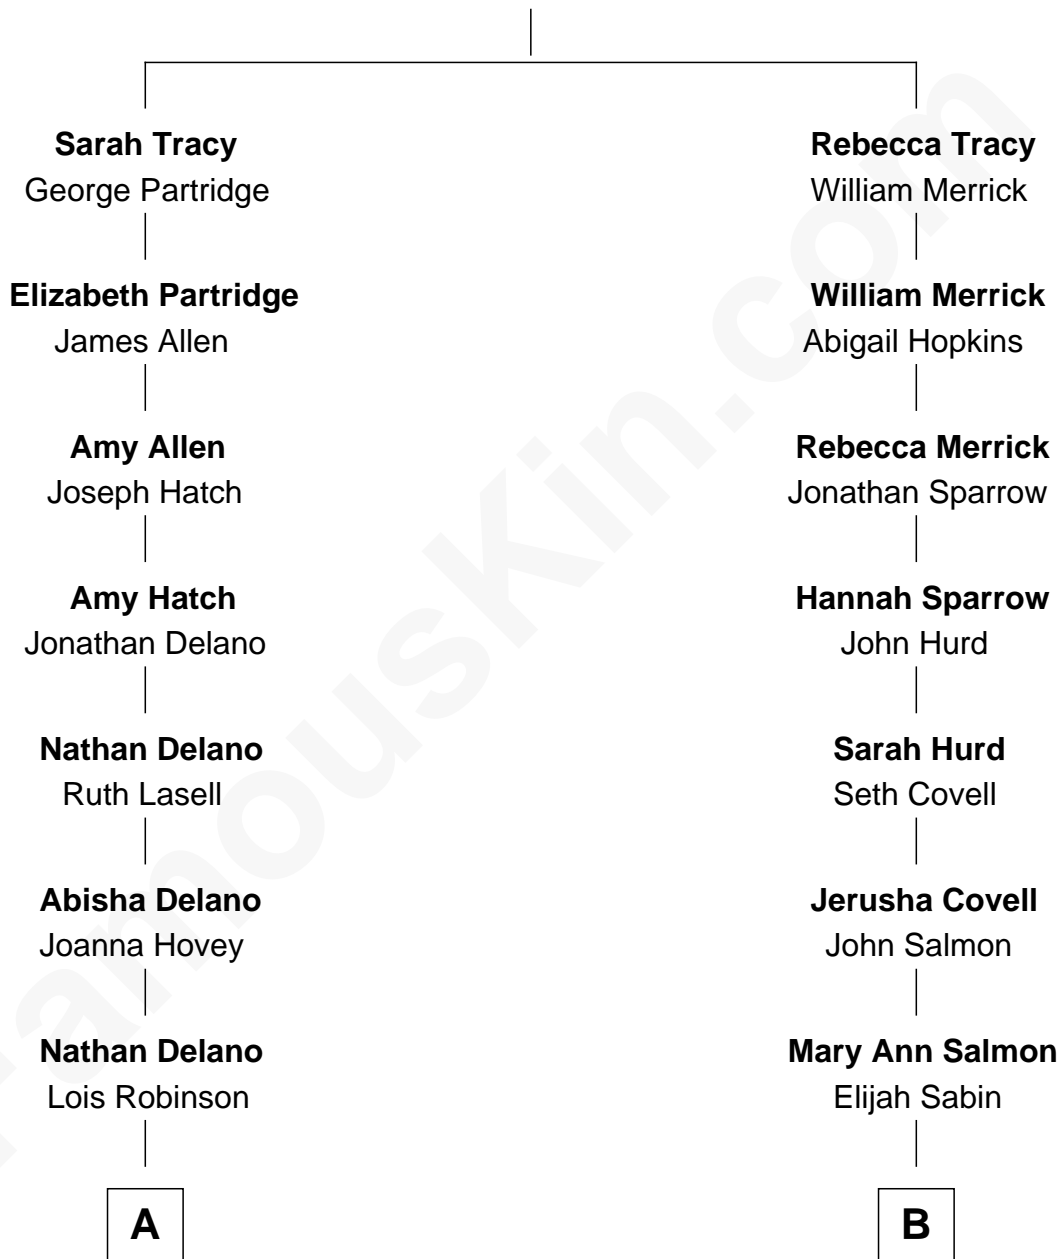 Sarah Tracy
George Partridge
Elizabeth Partridge
James Allen
Amy Allen
Joseph Hatch
Amy Hatch
Jonathan Delano
Nathan Delano
Ruth Lasell
Abisha Delano
Joanna Hovey
Nathan Delano
Lois Robinson
A
Rebecca Tracy
William Merrick
William Merrick
Abigail Hopkins
Rebecca Merrick
Jonathan Sparrow
Hannah Sparrow
John Hurd
Sarah Hurd
Seth Covell
Jerusha Covell
John Salmon
Mary Ann Salmon
Elijah Sabin
B
FamousKin.com